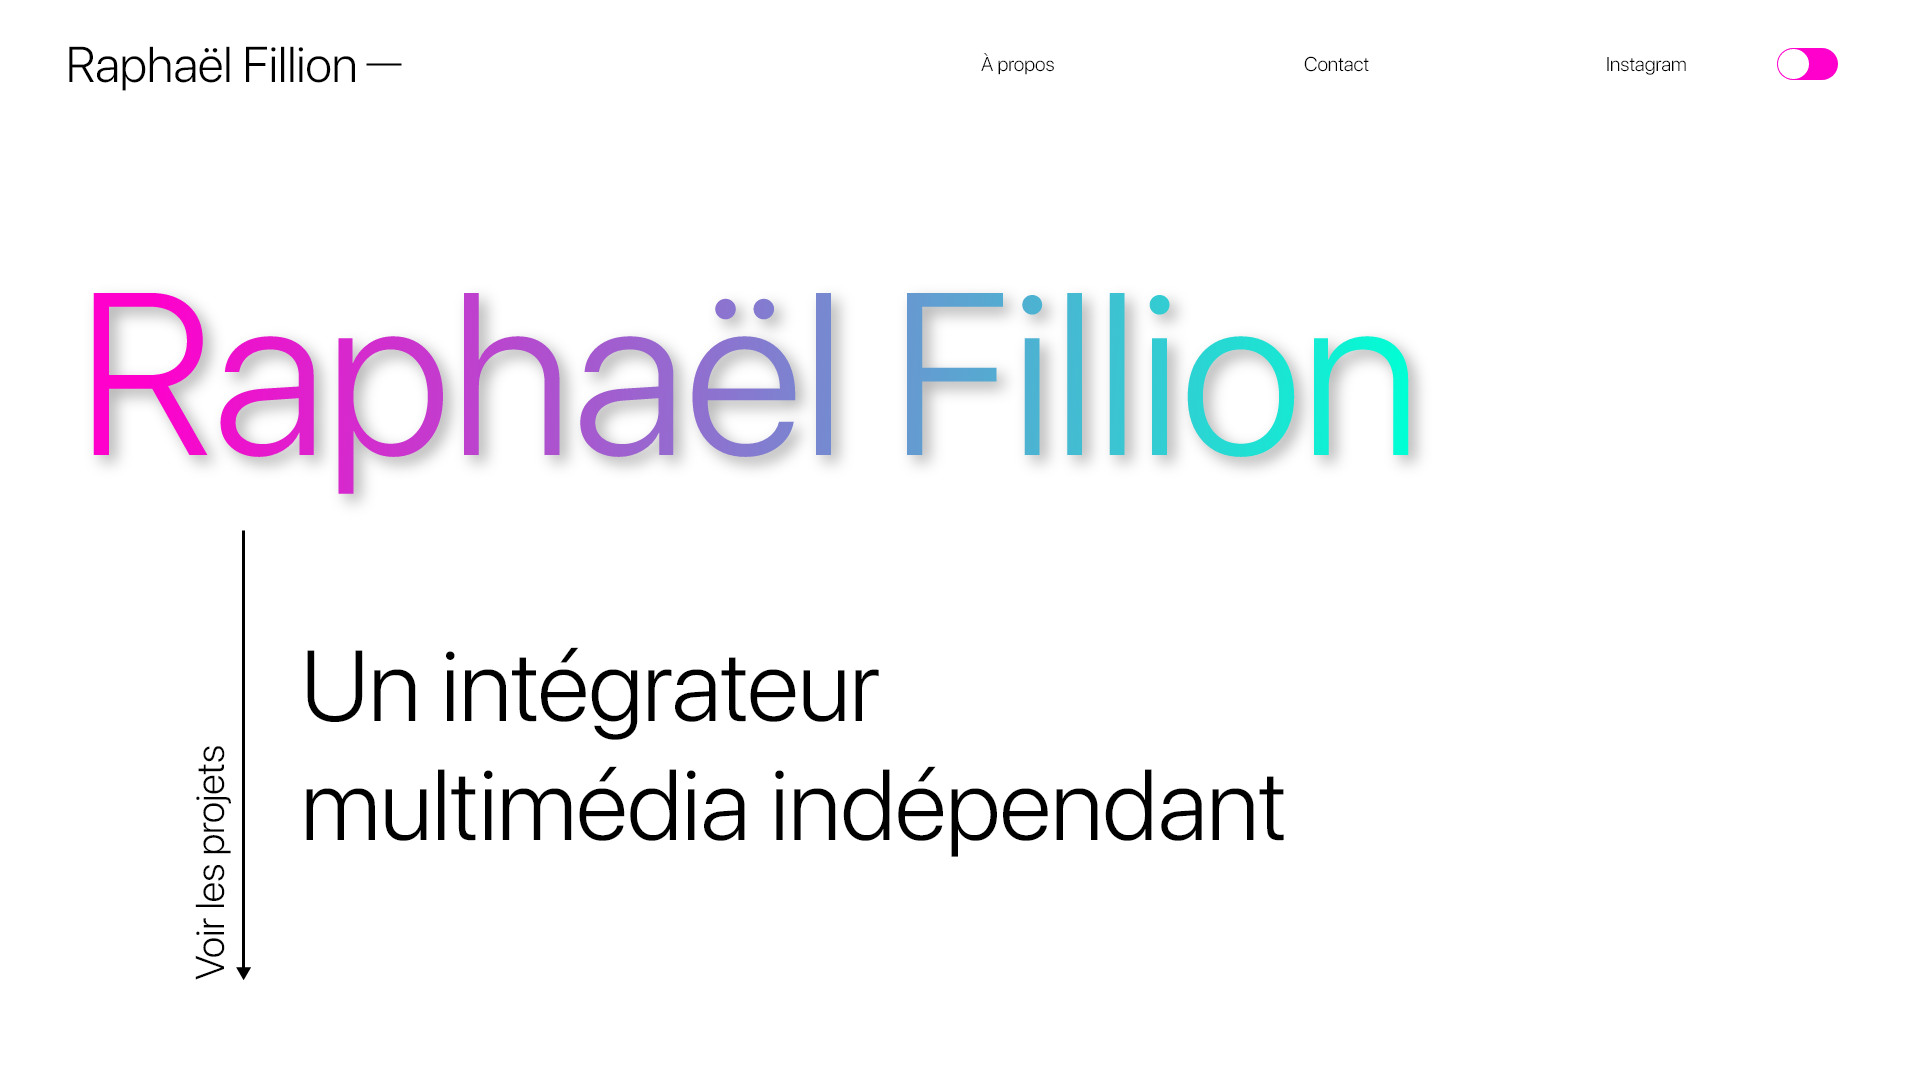 Raphaël Fillion —
À propos
Contact
Instagram
Raphaël Fillion
Voir les projets
Un intégrateur
multimédia indépendant